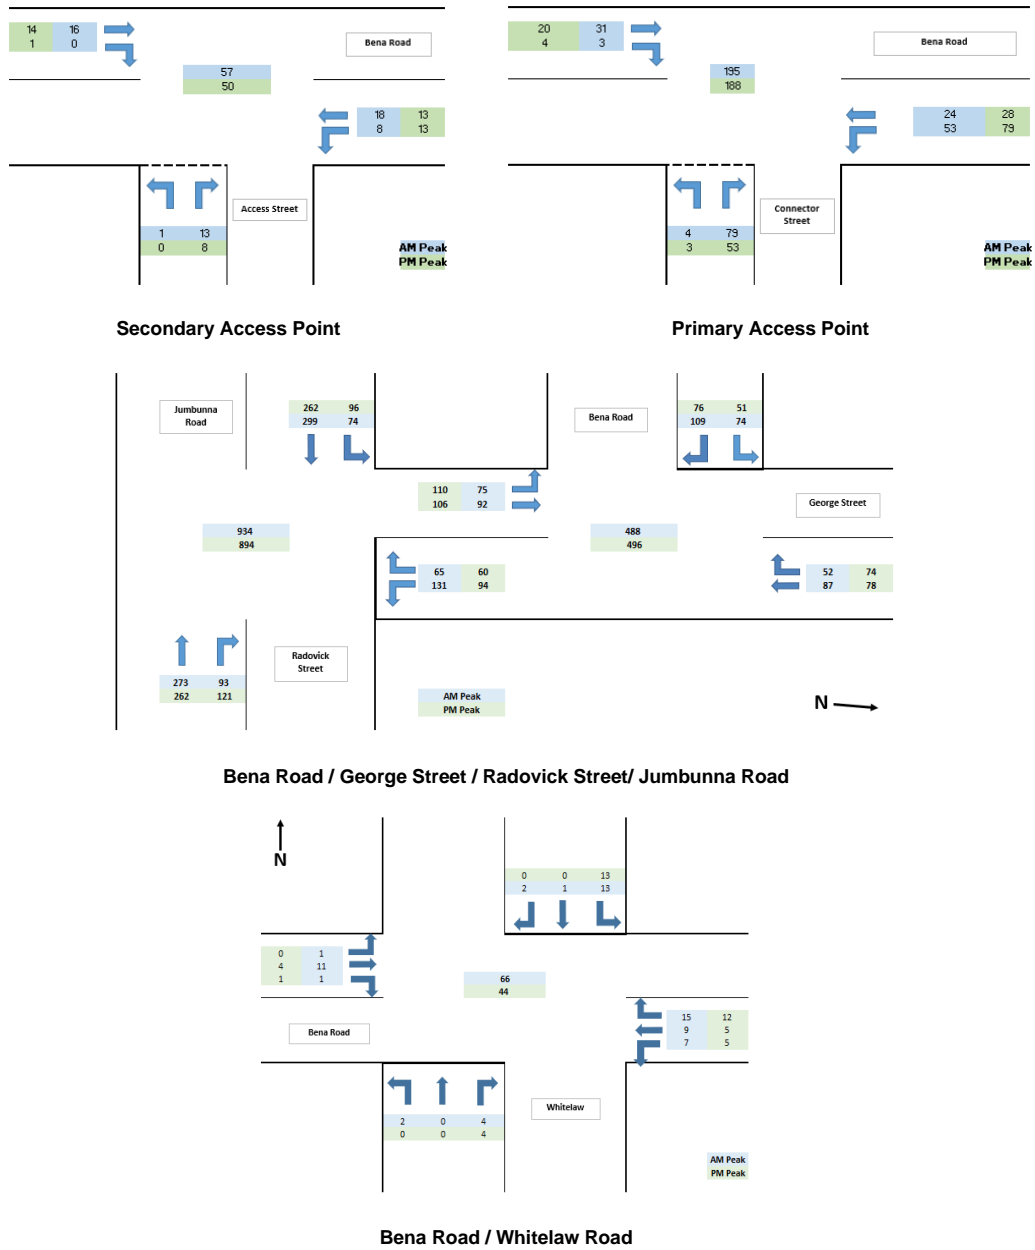 14 16
1 0
Bena Road
57
50
18 13
8 13
Access Street
1 13
0 8
AM Peak
PM Peak
Secondary Access Point
20 31
4 3
Bena Road
195
188
24 28
53 79
Connector
Street
4 79
3 53
AM Peak
PM Peak
Primary Access Point
Jumbunna
Road
262 96
299 74
Bena Road
76 51
109 74
110 75
106 92
George Street
934
894
488
496
65 60
131 94
52 74
87 78
Radovick
Street
273 93
262 121
AM Peak
PM Peak
N
Bena Road / George Street / Radovick Street/ Jumbunna Road
N
0 0 13
2 1 13
0 1
4 11
1 1
66
44
15 12
9 5
7 5
Bena Road
Whitelaw
2 0 4
0 0 4
AM Peak
PM Peak
Bena Road / Whitelaw Road